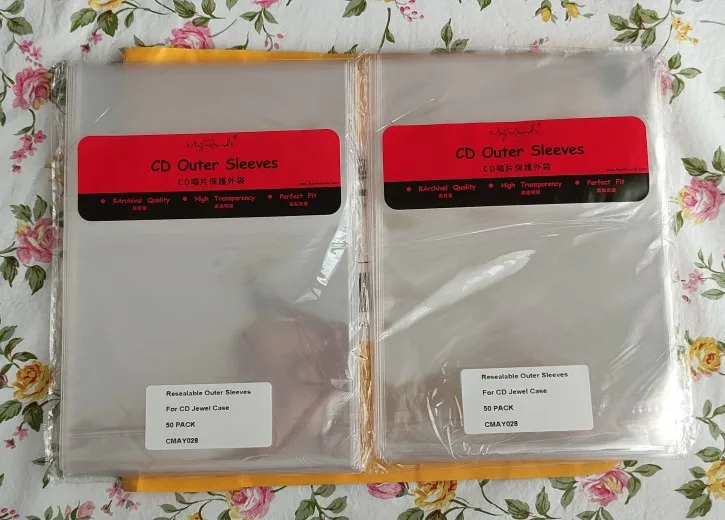 CD Outer Sleeves
CD唱片保護外袋
RArchival Quality
High Transparency
Perfect Fit
Resealable Outer Sleeves
For CD Jewel Case
50 PACK
CMAY028
CD Outer Sleeves
CD唱片保護外袋
RArchival Quality
High Transparency
Perfect Fit
Resealable Outer Sleeves
For CD Jewel Case
50 PACK
CMAY028